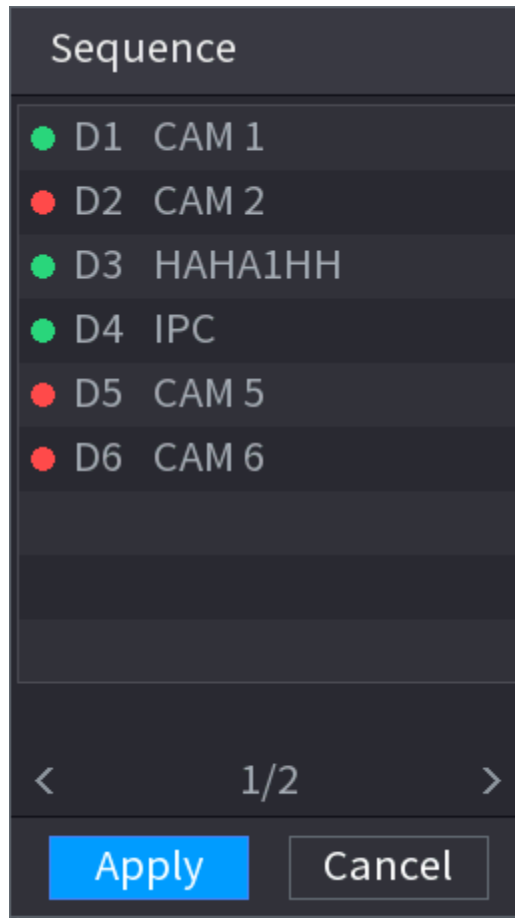 Sequence
D1 CAM 1
D2 CAM 2
D3 HAHA1HH
D4 IPC
D5 CAM 5
D6 CAM 6
< 1/2 >
Apply Cancel